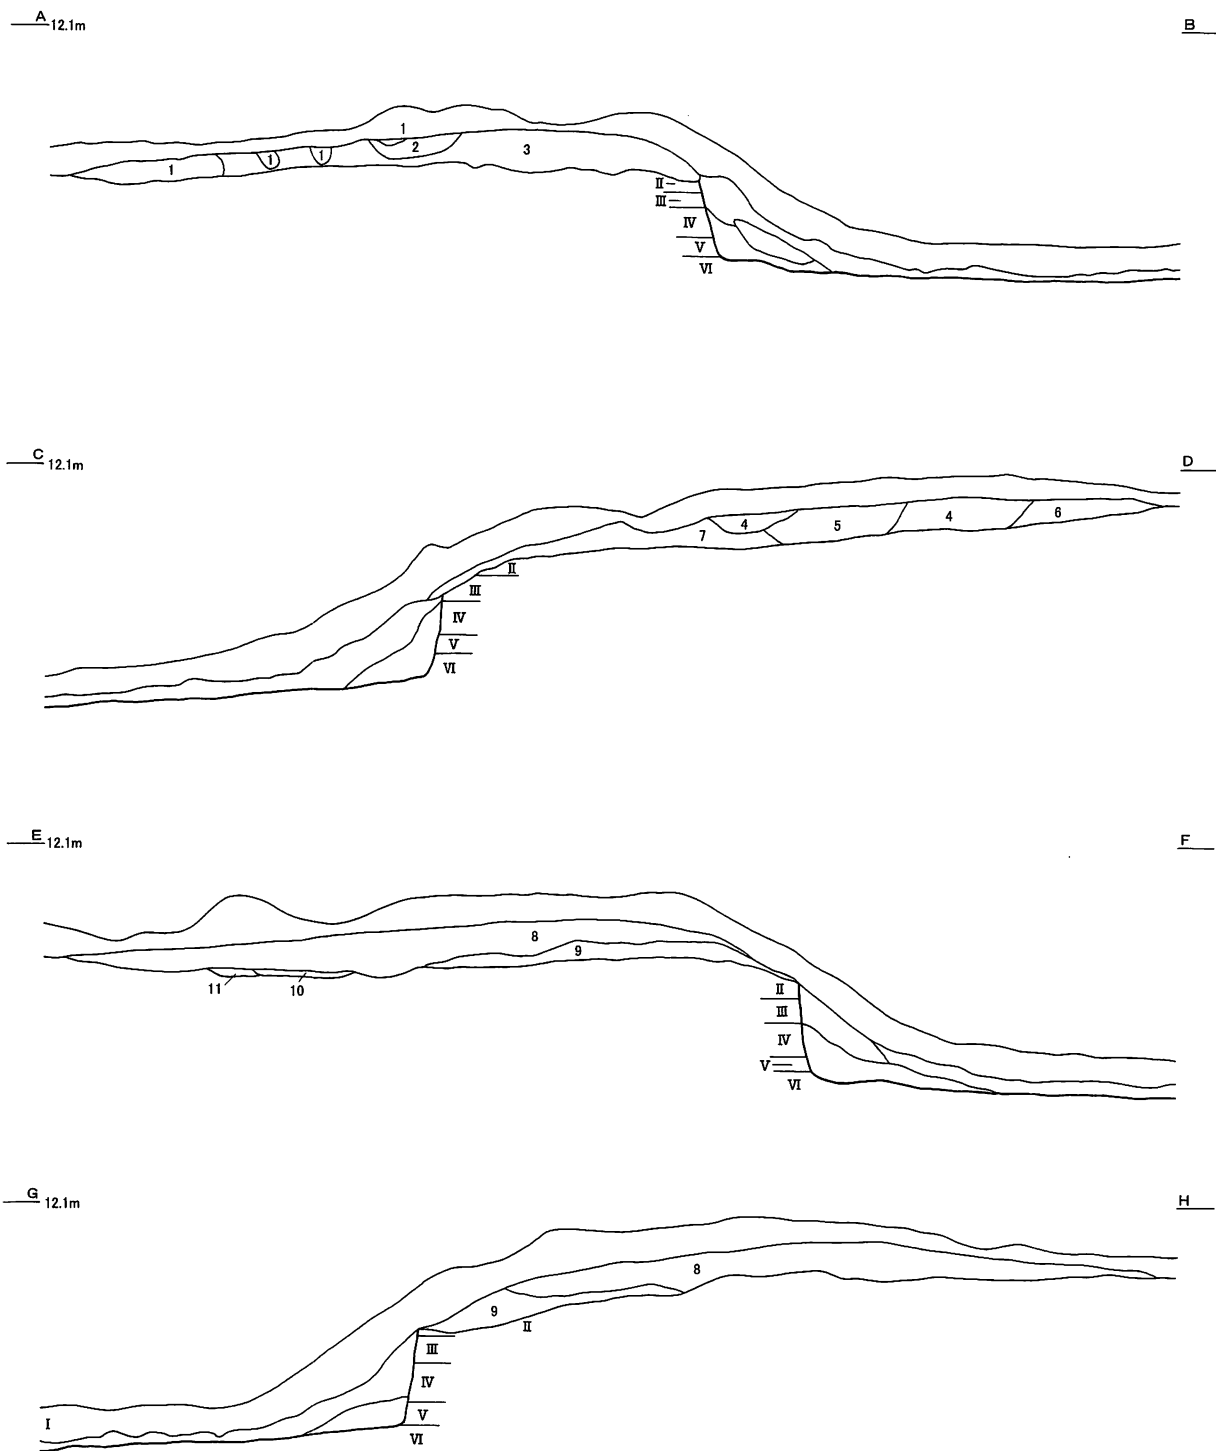 A 12.1m B
1
1 1 1 2 3
II
III
IV
V
VI
C 12.1m D
4 5 4 6
7
II
III
IV
V
VI
E 12.1m F
8
9
11 10
II
III
IV
V
VI
G 12.1m H
8
9
II
III
IV
I V
VI